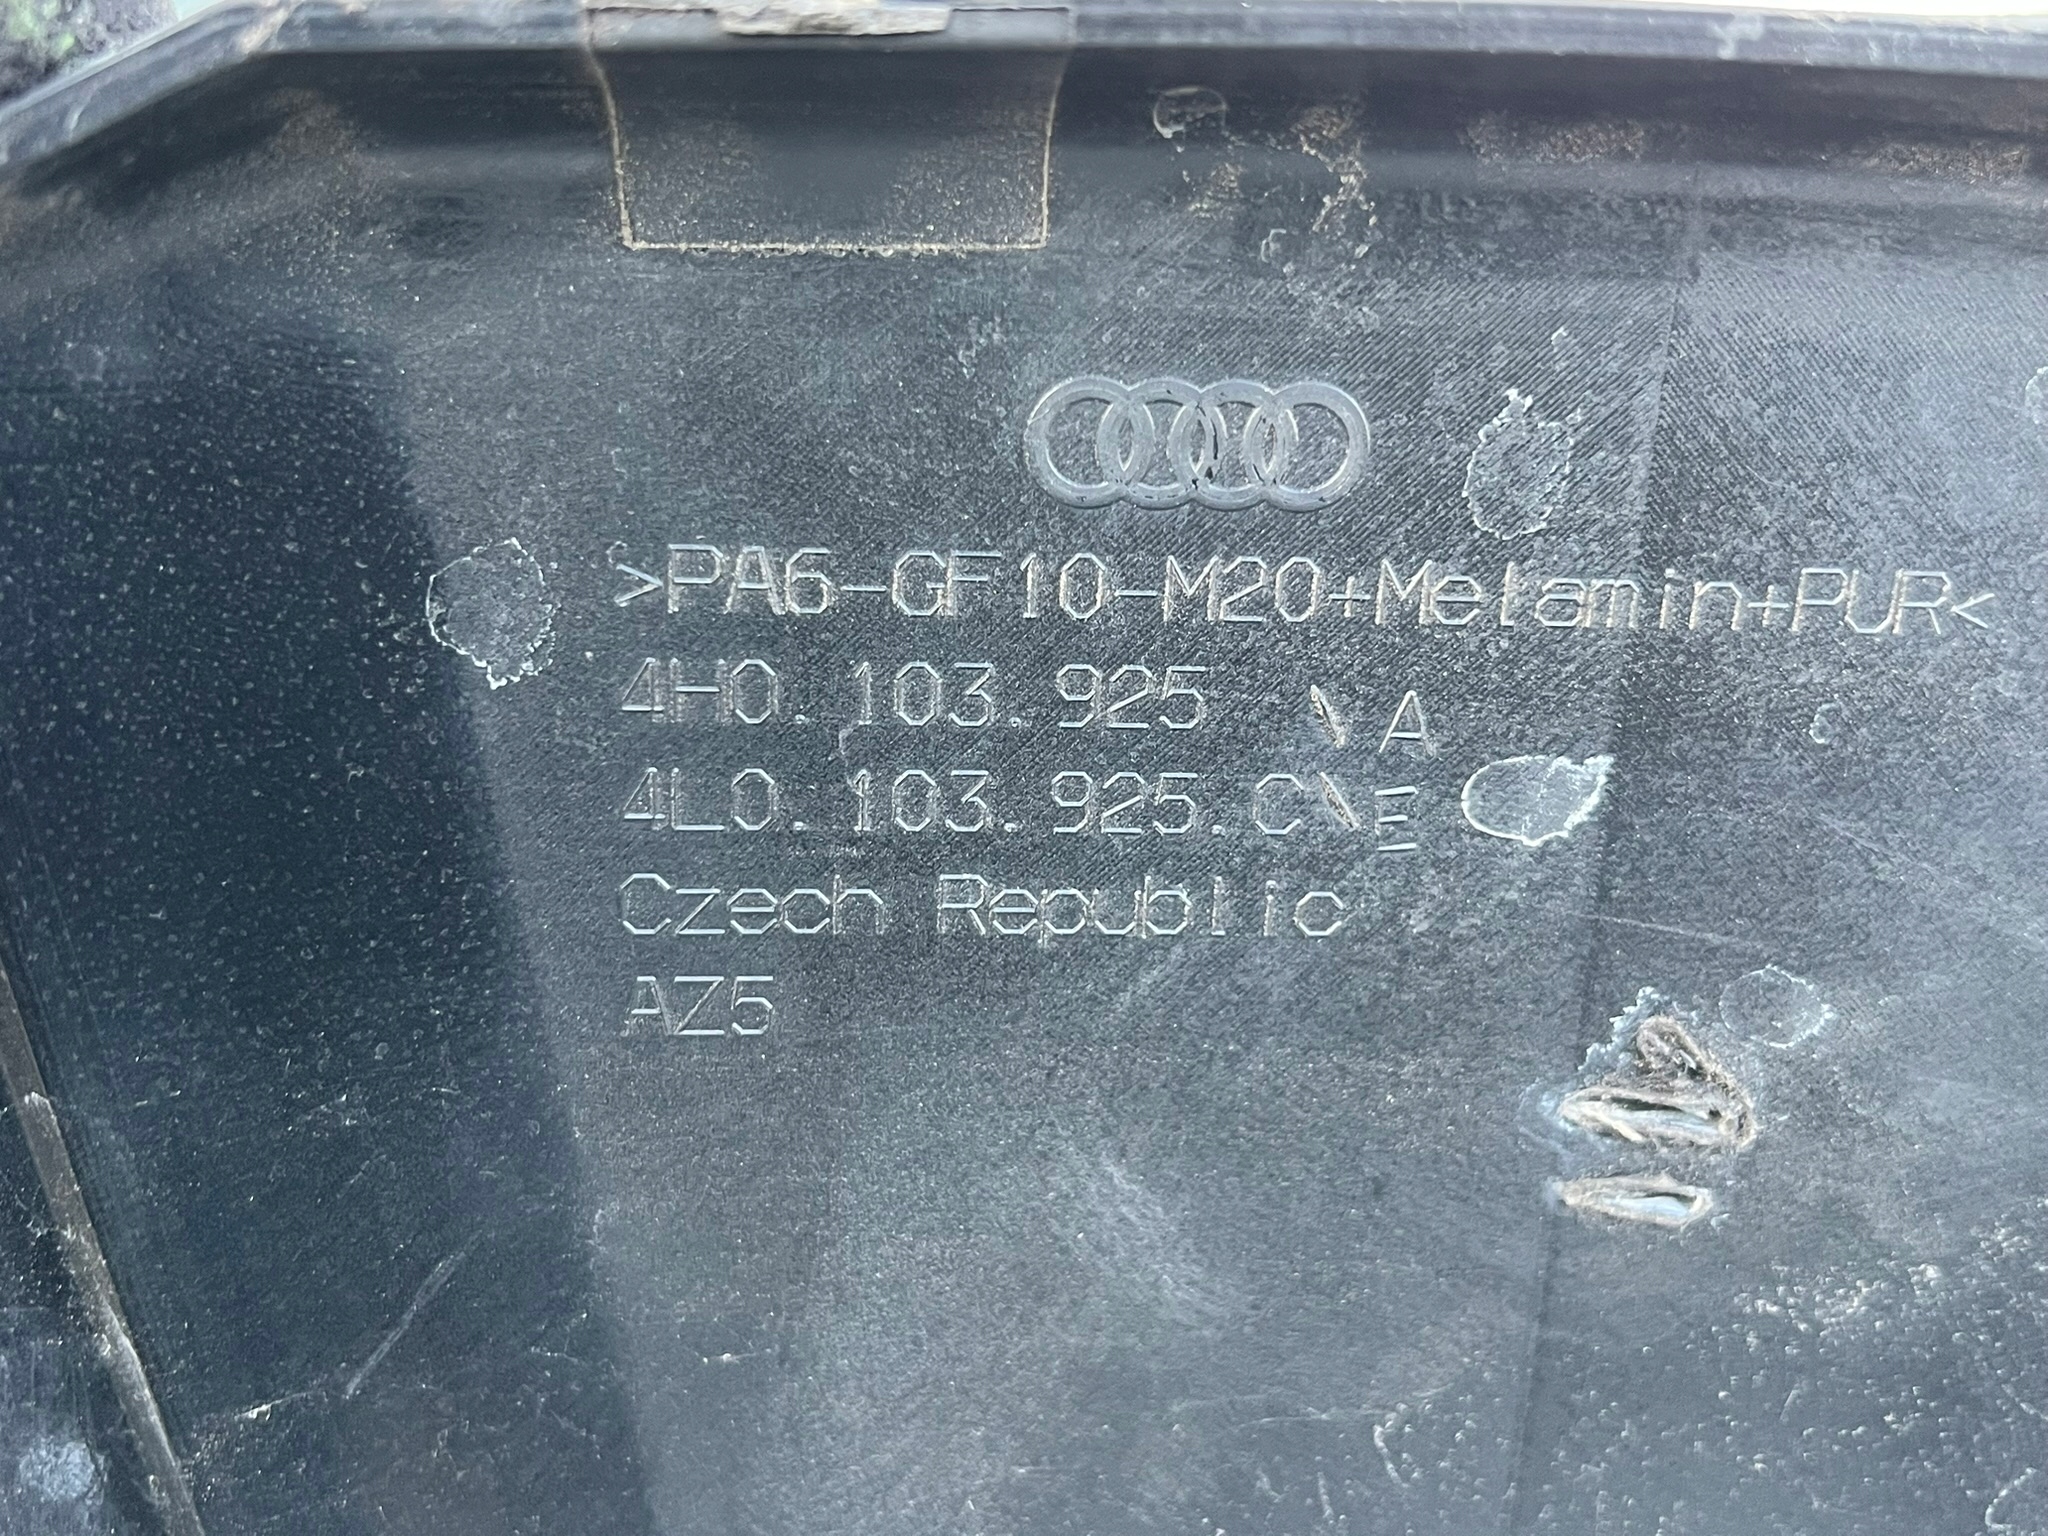 >PA6-GF10-M20+Melamin+PUR<
4H0.103.925 \ A
4L0.103.925.C \ E
Czech Republic
AZ5